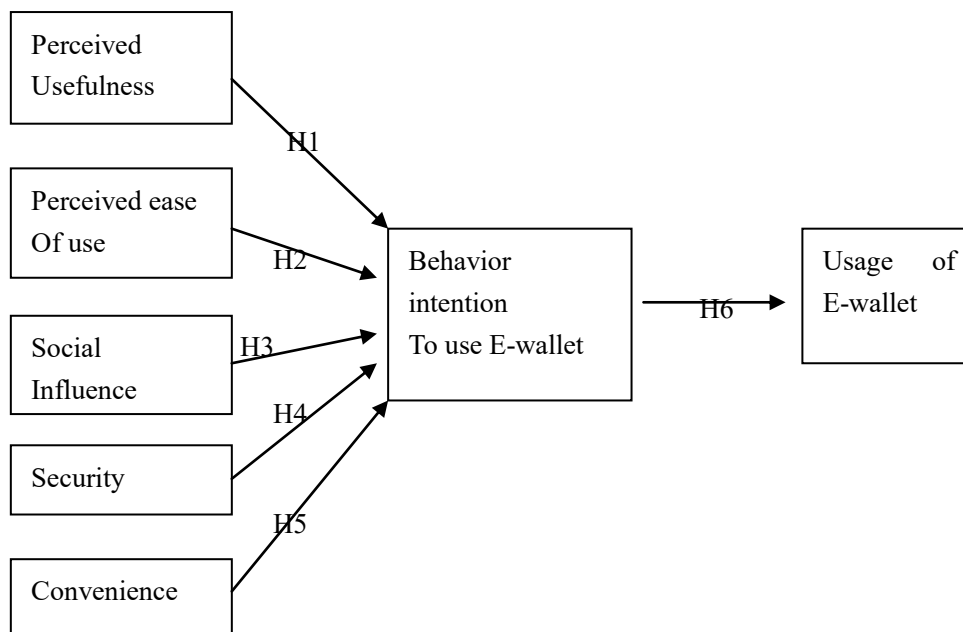 Perceived
Usefulness
H1
Perceived ease
Of use
H2
Social
Influence
H3
Security
H4
Convenience
H5
Behavior
intention
To use E-wallet
H6
Usage of
E-wallet